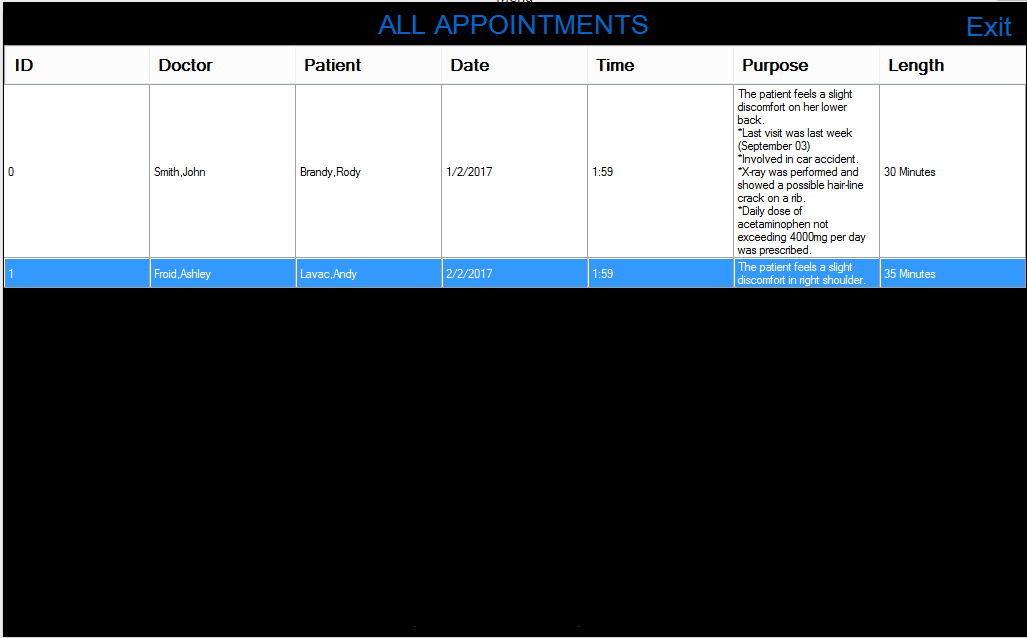 ALL APPOINTMENTS
Exit
ID Doctor Patient Date Time Purpose Length
0 Smith,John Brandy,Rody 1/2/2017 1:59 The patient feels a slight
discomfort on her lower
back.
*Last visit was last week
(September 03)
*Involved in car accident.
*X-ray was performed and
showed a possible hair-line
crack on a rib.
*Daily dose of
acetaminophen not
exceeding 4000mg per day
was prescribed.
30 Minutes
1 Froid,Ashley Lavac,Andy 2/2/2017 1:59 The patient feels a slight
discomfort in right shoulder.
35 Minutes